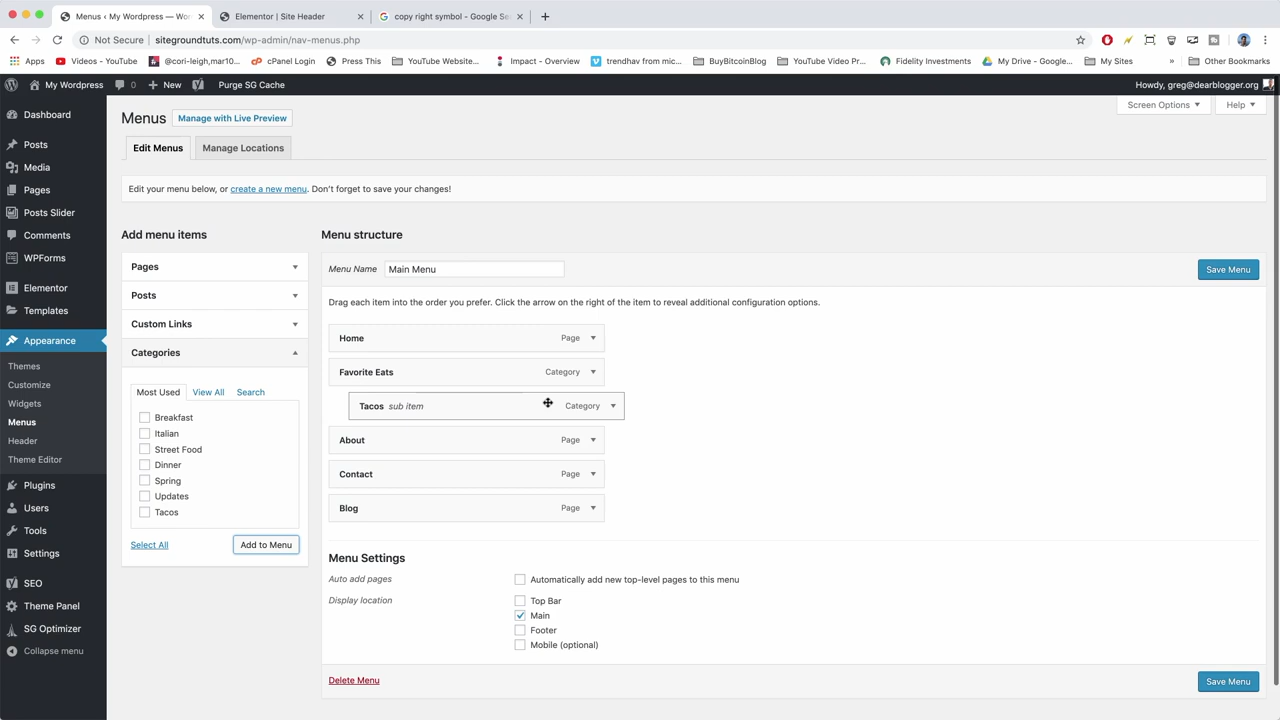 Menus ‹ My Wordpress — Wor
Elementor | Site Header
copy right symbol - Google Se
Not Secure | sitegroundtuts.com/wp-admin/nav-menus.php
Apps
Videos - YouTube
@cori-leigh,mar10...
cPanel Login
Press This
YouTube Website...
Impact - Overview
trendhav from mic...
BuyBitcoinBlog
YouTube Video Pr...
Fidelity Investments
My Drive - Google...
My Sites
»
Other Bookmarks
My Wordpress
0
New
Purge SG Cache
Howdy, greg@dearblogger.org
Dashboard
Posts
Media
Pages
Posts Slider
Comments
WPForms
Elementor
Templates
Appearance
Themes
Customize
Widgets
Menus
Header
Theme Editor
Plugins
Users
Tools
Settings
SEO
Theme Panel
SG Optimizer
Collapse menu
Menus
Manage with Live Preview
Screen Options
Help
Edit Menus
Manage Locations
Edit your menu below, or create a new menu. Don't forget to save your changes!
Add menu items
Pages
Posts
Custom Links
Categories
Most Used
View All
Search
Breakfast
Italian
Street Food
Dinner
Spring
Updates
Tacos
Select All
Add to Menu
Menu structure
Menu Name
Main Menu
Save Menu
Drag each item into the order you prefer. Click the arrow on the right of the item to reveal additional configuration options.
Home Page
Favorite Eats Category
Tacos sub item Category
About Page
Contact Page
Blog Page
Menu Settings
Auto add pages
Automatically add new top-level pages to this menu
Display location
Top Bar
Main
Footer
Mobile (optional)
Delete Menu
Save Menu